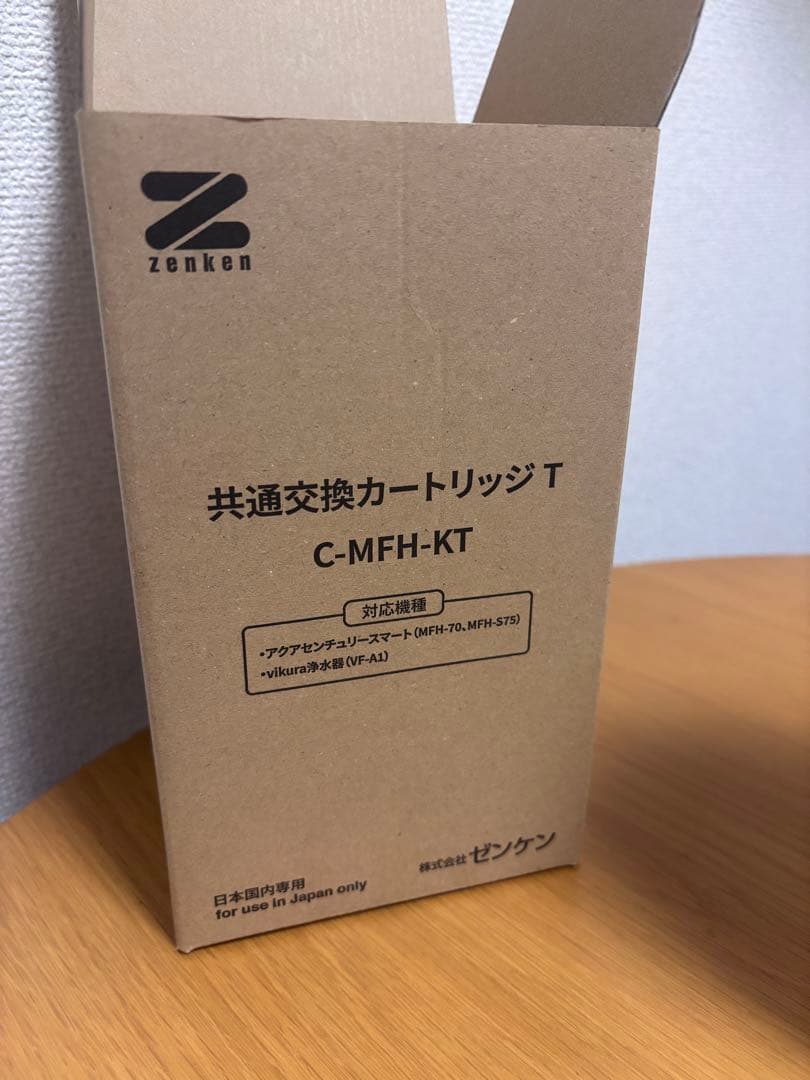 zenken
共通交換カートリッジ T
C-MFH-KT
対応機種
・アクアセンチュリースマート(MFH-70、MFH-S75)
・vikura浄水器(VF-A1)
日本国内専用
for use in Japan only
株式会社 ゼンケン